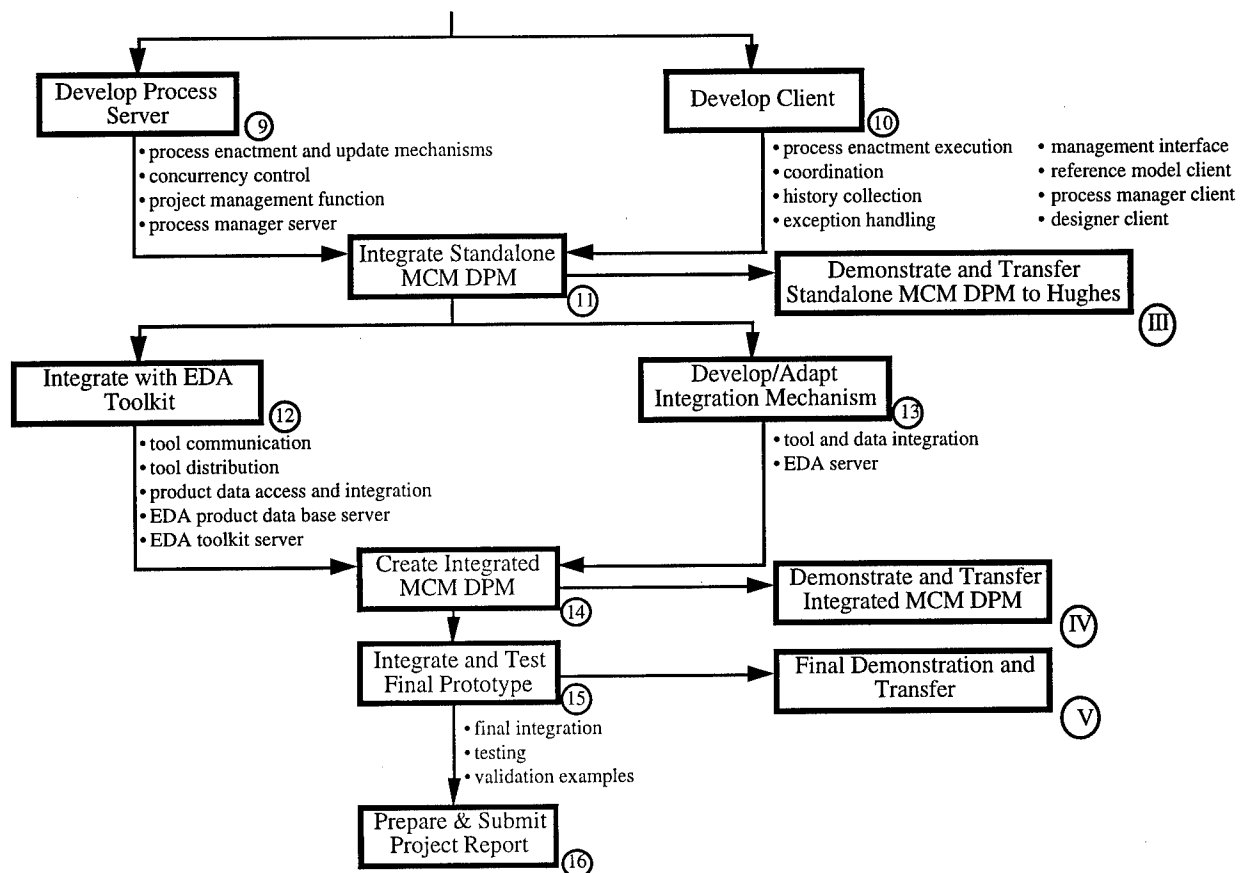 Develop Process
Server
9
• process enactment and update mechanisms
• concurrency control
• project management function
• process manager server
Develop Client
10
• process enactment execution
• coordination
• history collection
• exception handling
• management interface
• reference model client
• process manager client
• designer client
Integrate Standalone
MCM DPM
11
Demonstrate and Transfer
Standalone MCM DPM to Hughes
III
Integrate with EDA
Toolkit
12
• tool communication
• tool distribution
• product data access and integration
• EDA product data base server
• EDA toolkit server
Develop/Adapt
Integration Mechanism
13
• tool and data integration
• EDA server
Create Integrated
MCM DPM
14
Demonstrate and Transfer
Integrated MCM DPM
IV
Integrate and Test
Final Prototype
15
Final Demonstration and
Transfer
V
• final integration
• testing
• validation examples
Prepare & Submit
Project Report
16